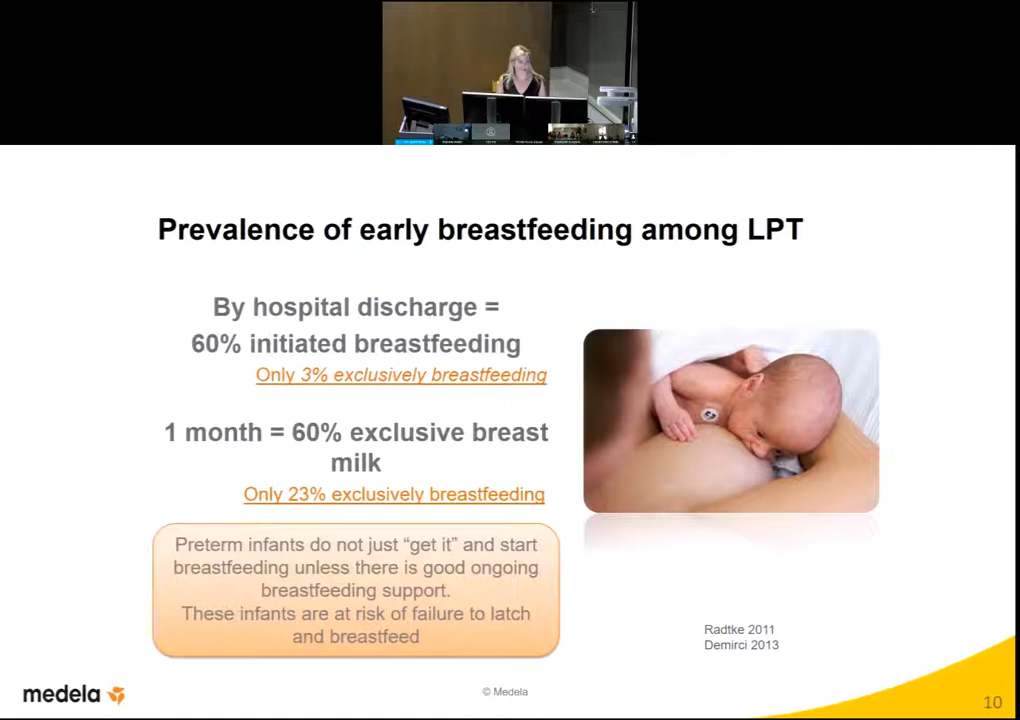 Prevalence of early breastfeeding among LPT
By hospital discharge =
60% initiated breastfeeding
Only 3% exclusively breastfeeding
1 month = 60% exclusive breast
milk
Only 23% exclusively breastfeeding
Preterm infants do not just “get it” and start
breastfeeding unless there is good ongoing
breastfeeding support.
These infants are at risk of failure to latch
and breastfeed
Radtke 2011
Demirci 2013
medela
© Medela
10